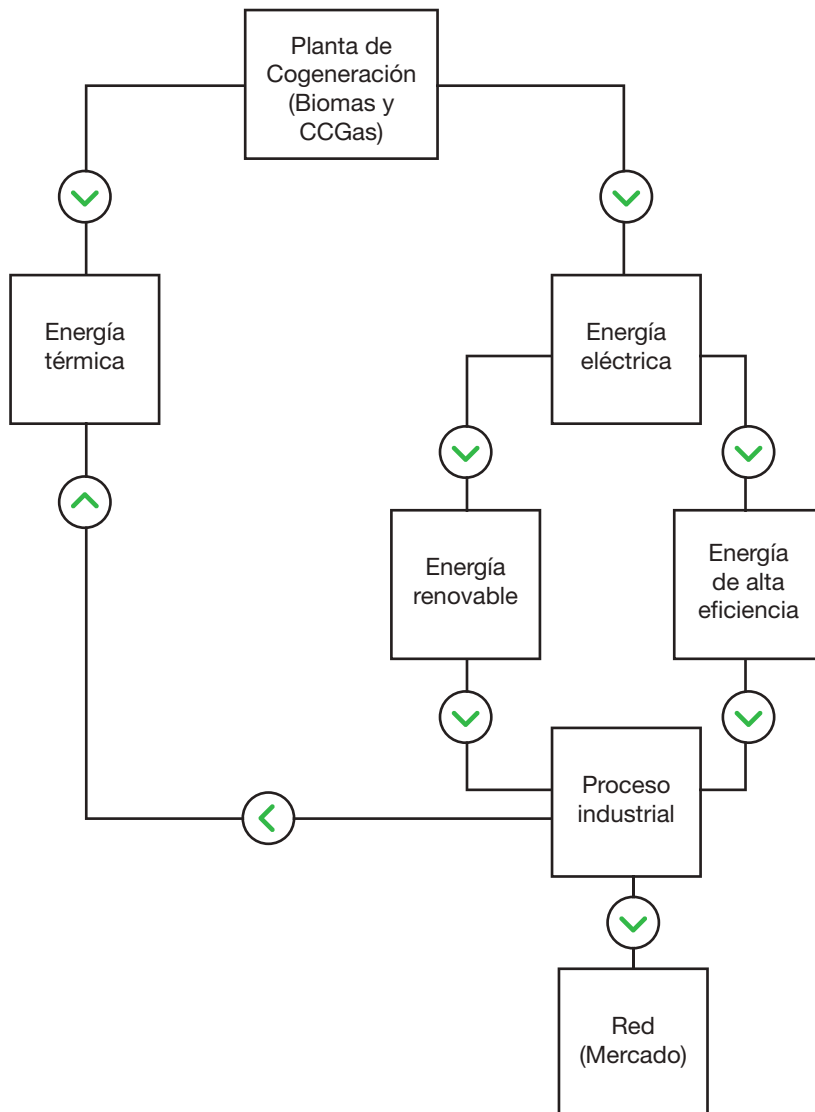 Planta de
Cogeneración
(Biomas y
CCGas)
Energía
térmica
Energía
eléctrica
Energía
renovable
Energía
de alta
eficiencia
Proceso
industrial
Red
(Mercado)